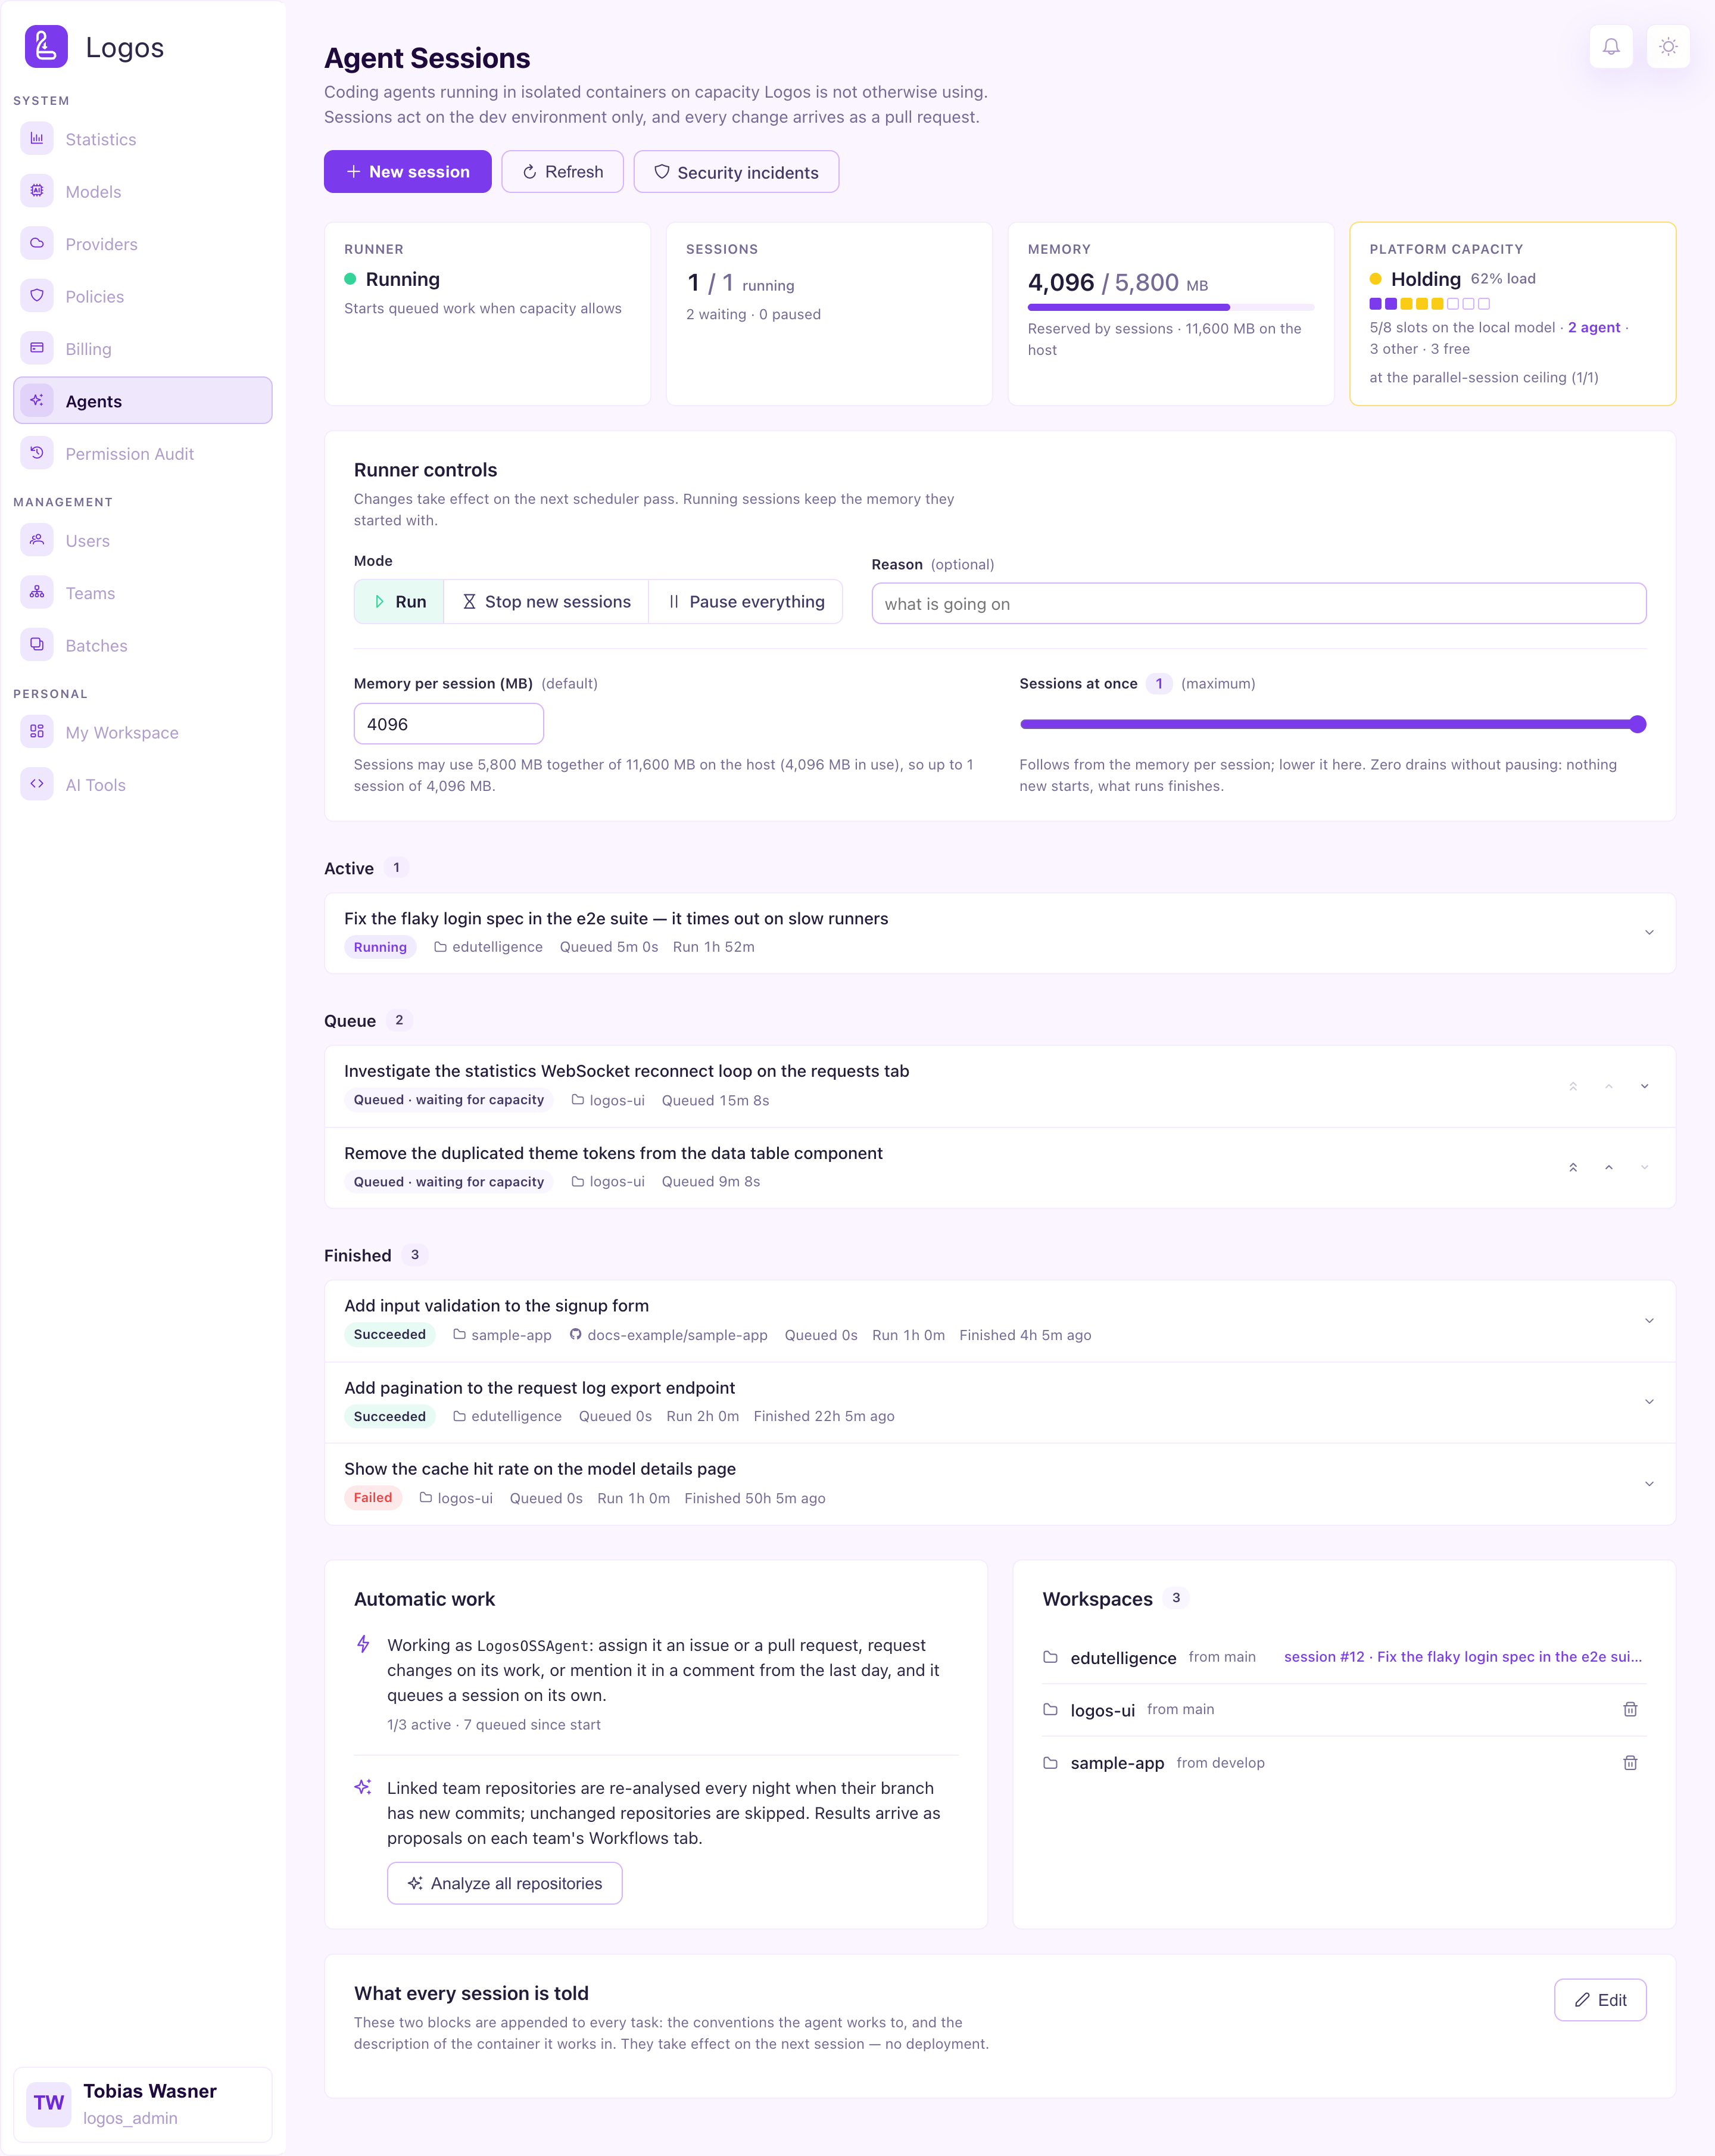 Logos
SYSTEM
Statistics
Models
Providers
Policies
Billing
Agents
Permission Audit
MANAGEMENT
Users
Teams
Batches
PERSONAL
My Workspace
AI Tools
TW
Tobias Wasner
logos_admin
Agent Sessions
Coding agents running in isolated containers on capacity Logos is not otherwise using.
Sessions act on the dev environment only, and every change arrives as a pull request.
New session
Refresh
Security incidents
RUNNER
Running
Starts queued work when capacity allows
SESSIONS
1 / 1 running
2 waiting · 0 paused
MEMORY
4,096 / 5,800 MB
Reserved by sessions · 11,600 MB on the
host
PLATFORM CAPACITY
Holding 62% load
5/8 slots on the local model · 2 agent ·
3 other · 3 free
at the parallel-session ceiling (1/1)
Runner controls
Changes take effect on the next scheduler pass. Running sessions keep the memory they
started with.
Mode
Run
Stop new sessions
Pause everything
Reason (optional)
what is going on
Memory per session (MB) (default)
4096
Sessions may use 5,800 MB together of 11,600 MB on the host (4,096 MB in use), so up to 1
session of 4,096 MB.
Sessions at once 1 (maximum)
Follows from the memory per session; lower it here. Zero drains without pausing: nothing
new starts, what runs finishes.
Active 1
Fix the flaky login spec in the e2e suite — it times out on slow runners
Running edutelligence Queued 5m 0s Run 1h 52m
Queue 2
Investigate the statistics WebSocket reconnect loop on the requests tab
Queued · waiting for capacity logos-ui Queued 15m 8s
Remove the duplicated theme tokens from the data table component
Queued · waiting for capacity logos-ui Queued 9m 8s
Finished 3
Add input validation to the signup form
Succeeded sample-app docs-example/sample-app Queued 0s Run 1h 0m Finished 4h 5m ago
Add pagination to the request log export endpoint
Succeeded edutelligence Queued 0s Run 2h 0m Finished 22h 5m ago
Show the cache hit rate on the model details page
Failed logos-ui Queued 0s Run 1h 0m Finished 50h 5m ago
Automatic work
Working as LogosOSSAgent: assign it an issue or a pull request, request
changes on its work, or mention it in a comment from the last day, and it
queues a session on its own.
1/3 active · 7 queued since start
Linked team repositories are re-analysed every night when their branch
has new commits; unchanged repositories are skipped. Results arrive as
proposals on each team's Workflows tab.
Analyze all repositories
Workspaces 3
edutelligence from main session #12 · Fix the flaky login spec in the e2e sui...
logos-ui from main
sample-app from develop
What every session is told
These two blocks are appended to every task: the conventions the agent works to, and the
description of the container it works in. They take effect on the next session — no deployment.
Edit